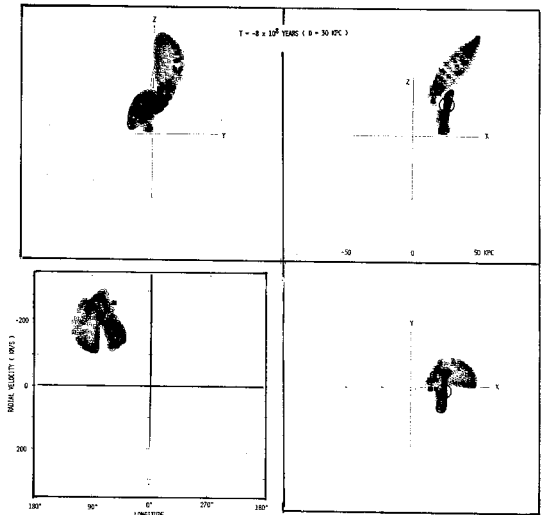 T = -8 x 10⁸ YEARS ( D = 30 KPC )
Z
Y
Z
X
-50 0 50 KPC
Y
X
RADIAL VELOCITY ( KM/S )
-200
0
200
180° 90° 0° 270° 180°
LONGITUDE